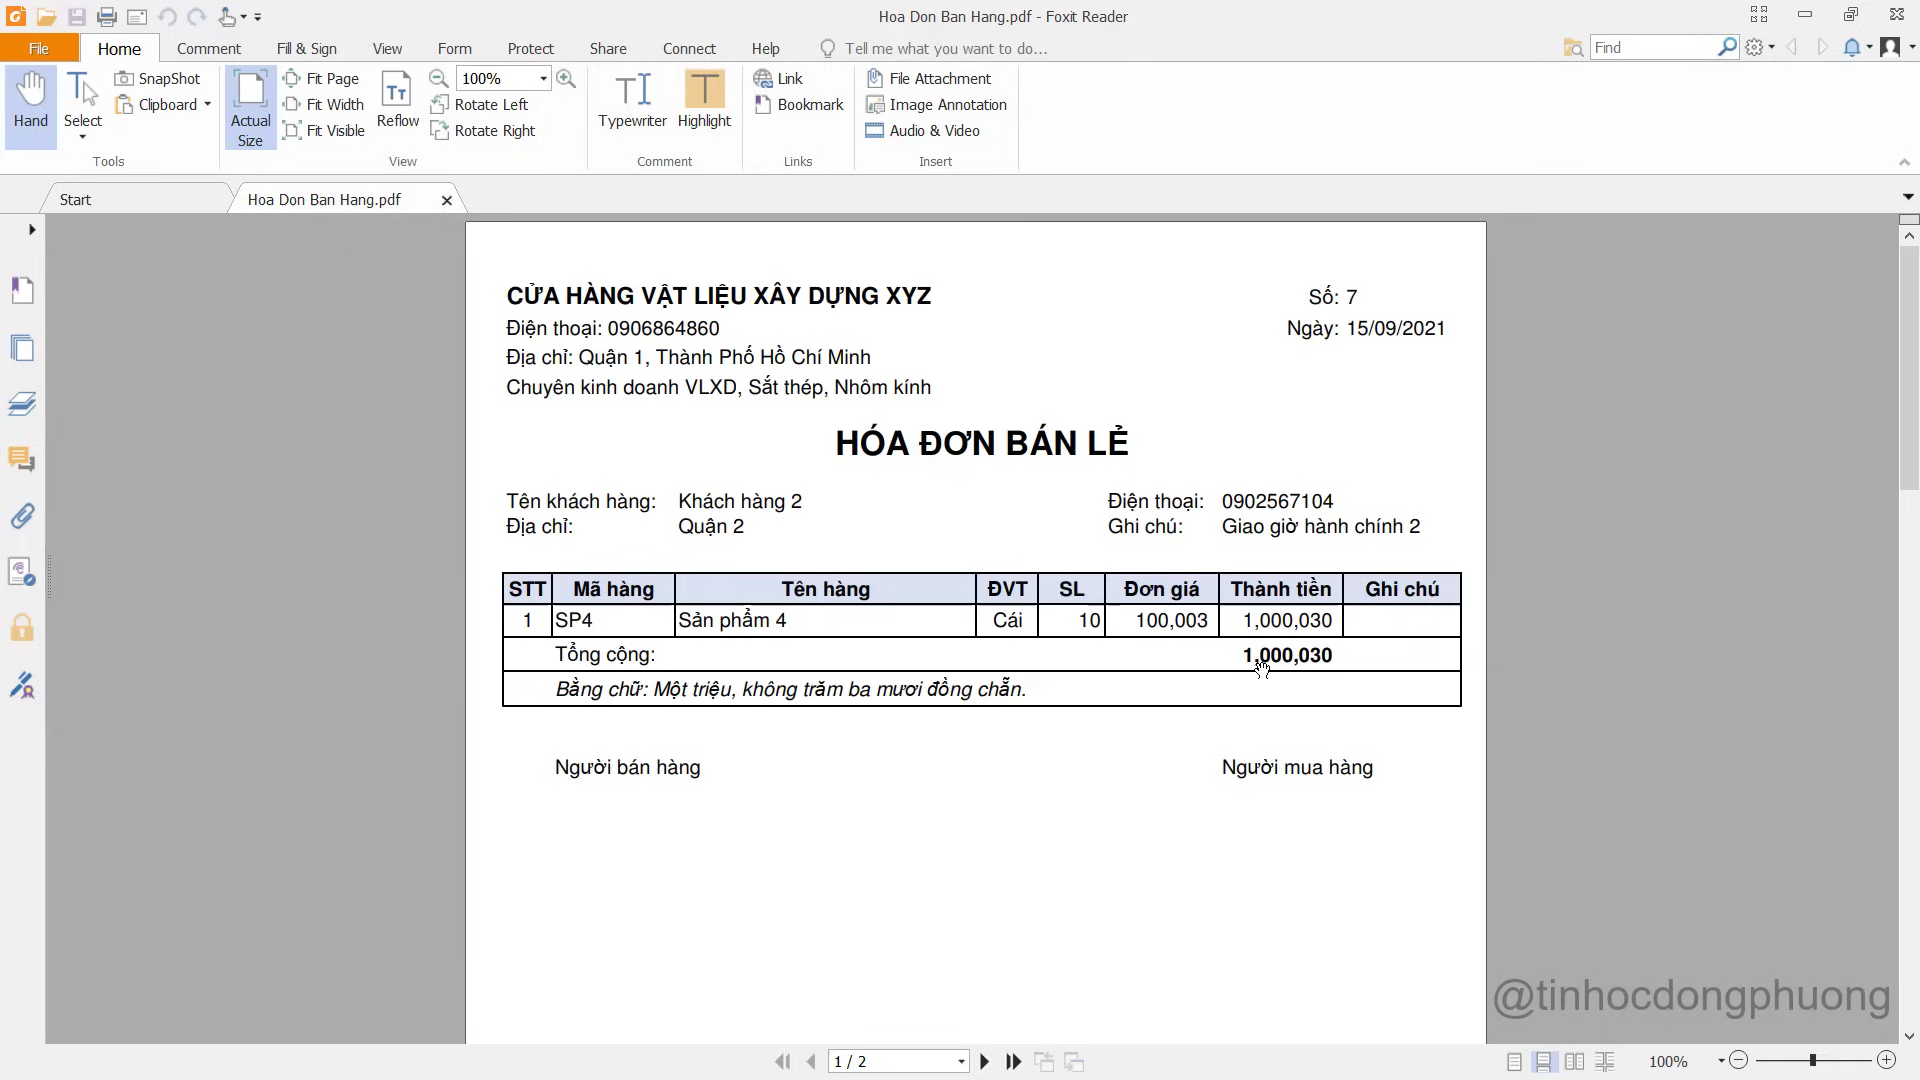 Hoa Don Ban Hang.pdf - Foxit Reader
File Home Comment Fill & Sign View Form Protect Share Connect Help Tell me what you want to do... Find
Hand
Select
SnapShot
Clipboard
Tools
Actual Size
Fit Page
Fit Width
Fit Visible
Reflow
100%
Rotate Left
Rotate Right
View
Typewriter
Highlight
Comment
Link
Bookmark
Links
File Attachment
Image Annotation
Audio & Video
Insert
Start Hoa Don Ban Hang.pdf
CỬA HÀNG VẬT LIỆU XÂY DỰNG XYZ Số: 7
Điện thoại: 0906864860 Ngày: 15/09/2021
Địa chỉ: Quận 1, Thành Phố Hồ Chí Minh
Chuyên kinh doanh VLXD, Sắt thép, Nhôm kính
HÓA ĐƠN BÁN LẺ
Tên khách hàng: Khách hàng 2 Điện thoại: 0902567104
Địa chỉ: Quận 2 Ghi chú: Giao giờ hành chính 2
STT Mã hàng Tên hàng ĐVT SL Đơn giá Thành tiền Ghi chú
1 SP4 Sản phẩm 4 Cái 10 100,003 1,000,030
Tổng cộng: 1,000,030
Bằng chữ: Một triệu, không trăm ba mươi đồng chẵn.
Người bán hàng Người mua hàng
@tinhocdongphuong
1 / 2 100%